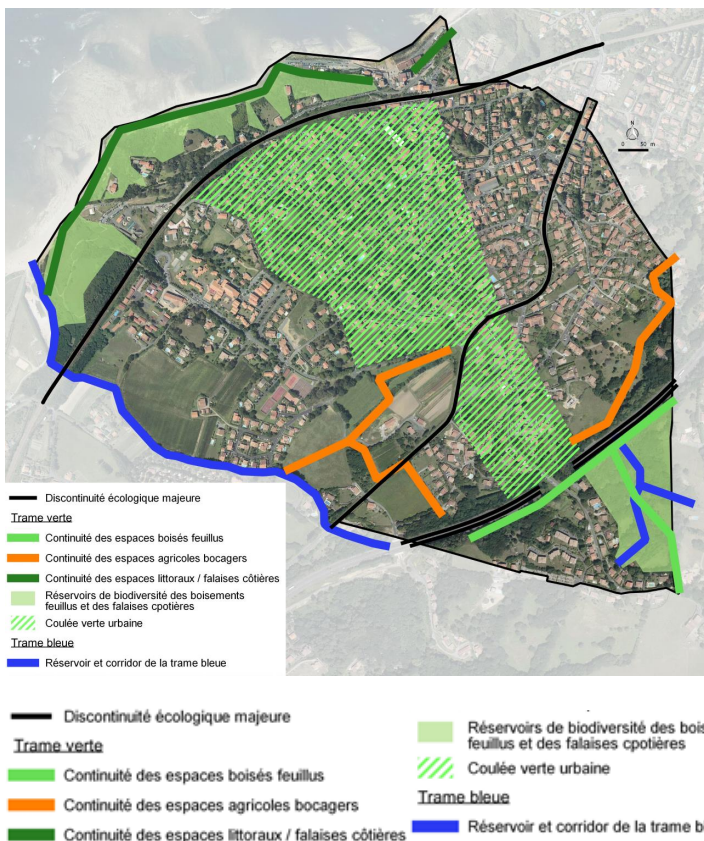 N
0 50 m
Discontinuité écologique majeure
Trame verte
Continuité des espaces boisés feuillus
Continuité des espaces agricoles bocagers
Continuité des espaces littoraux / falaises côtières
Réservoirs de biodiversité des boisements
feuillus et des falaises cpotières
Coulée verte urbaine
Trame bleue
Réservoir et corridor de la trame bleue
Discontinuité écologique majeure
Trame verte
Continuité des espaces boisés feuillus
Continuité des espaces agricoles bocagers
Continuité des espaces littoraux / falaises côtières
Réservoirs de biodiversité des bois
feuillus et des falaises cpotières
Coulée verte urbaine
Trame bleue
Réservoir et corridor de la trame bl